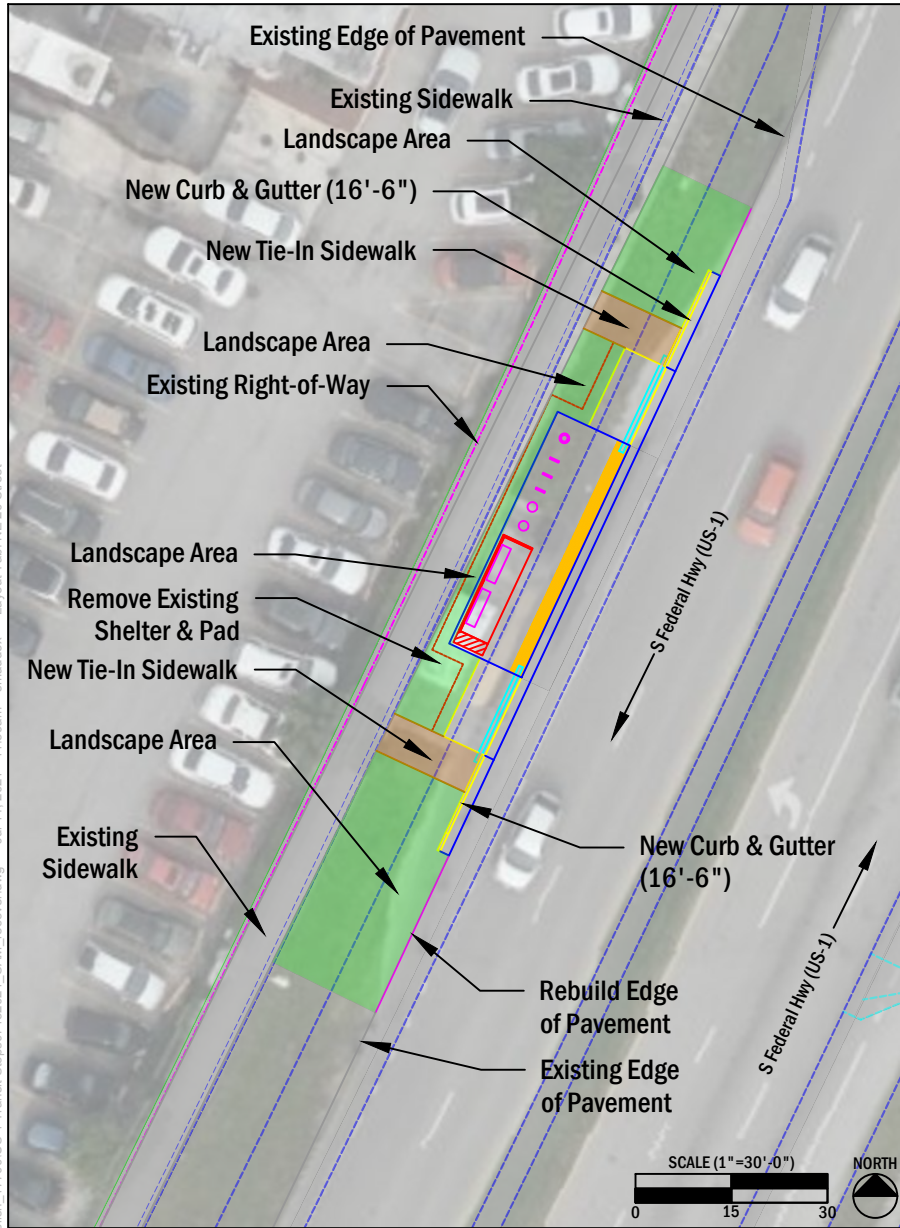 Existing Edge of Pavement
Existing Sidewalk
Landscape Area
New Curb & Gutter (16'-6")
New Tie-In Sidewalk
Landscape Area
Existing Right-of-Way
S Federal Hwy (US-1)
Landscape Area
Remove Existing
Shelter & Pad
New Tie-In Sidewalk
Landscape Area
Existing
Sidewalk
New Curb & Gutter
(16'-6")
S Federal Hwy (US-1)
Rebuild Edge
of Pavement
Existing Edge
of Pavement
SCALE (1"=30'-0")
0 15 30
NORTH